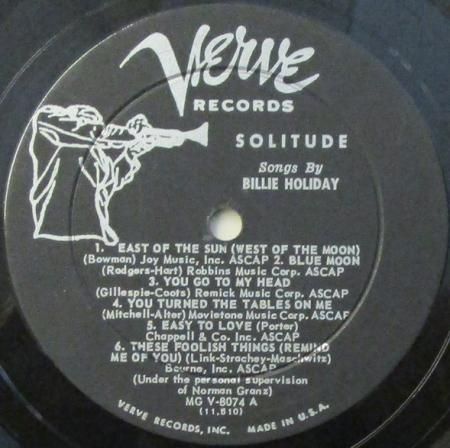 Verve
RECORDS
SOLITUDE
Songs By
BILLIE HOLIDAY
1. EAST OF THE SUN (WEST OF THE MOON)
(Bowman) Joy Music, Inc. ASCAP 2. BLUE MOON
(Rodgers-Hart) Robbins Music Corp. ASCAP
3. YOU GO TO MY HEAD
(Gillespie-Coots) Remick Music Corp. ASCAP
4. YOU TURNED THE TABLES ON ME
(Mitchell-Alter) Movietone Music Corp. ASCAP
5. EASY TO LOVE (Porter)
Chappell & Co. Inc. ASCAP
6. THESE FOOLISH THINGS (REMIND
ME OF YOU) (Link-Strachey-Maschwitz)
Bourne, Inc. ASCAP
(Under the personal supervision
of Norman Granz)
MG V-8074 A
(11,510)
VERVE RECORDS, INC. MADE IN U.S.A.